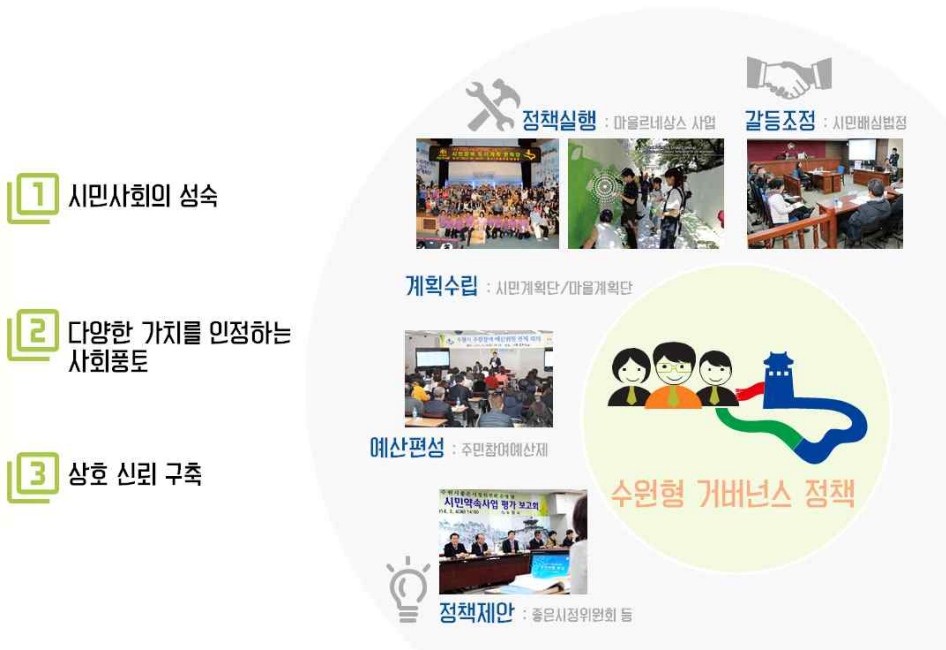 1 시민사회의 성숙
2 다양한 가치를 인정하는
사회풍토
3 상호 신뢰 구축
정책실행 : 마을르네상스 사업
갈등조정 : 시민배심법정
계획수립 : 시민계획단/마을계획단
예산편성 : 주민참여예산제
시민약속사업 평가 보고회
정책제안 : 좋은시정위원회 등
수원형 거버넌스 정책